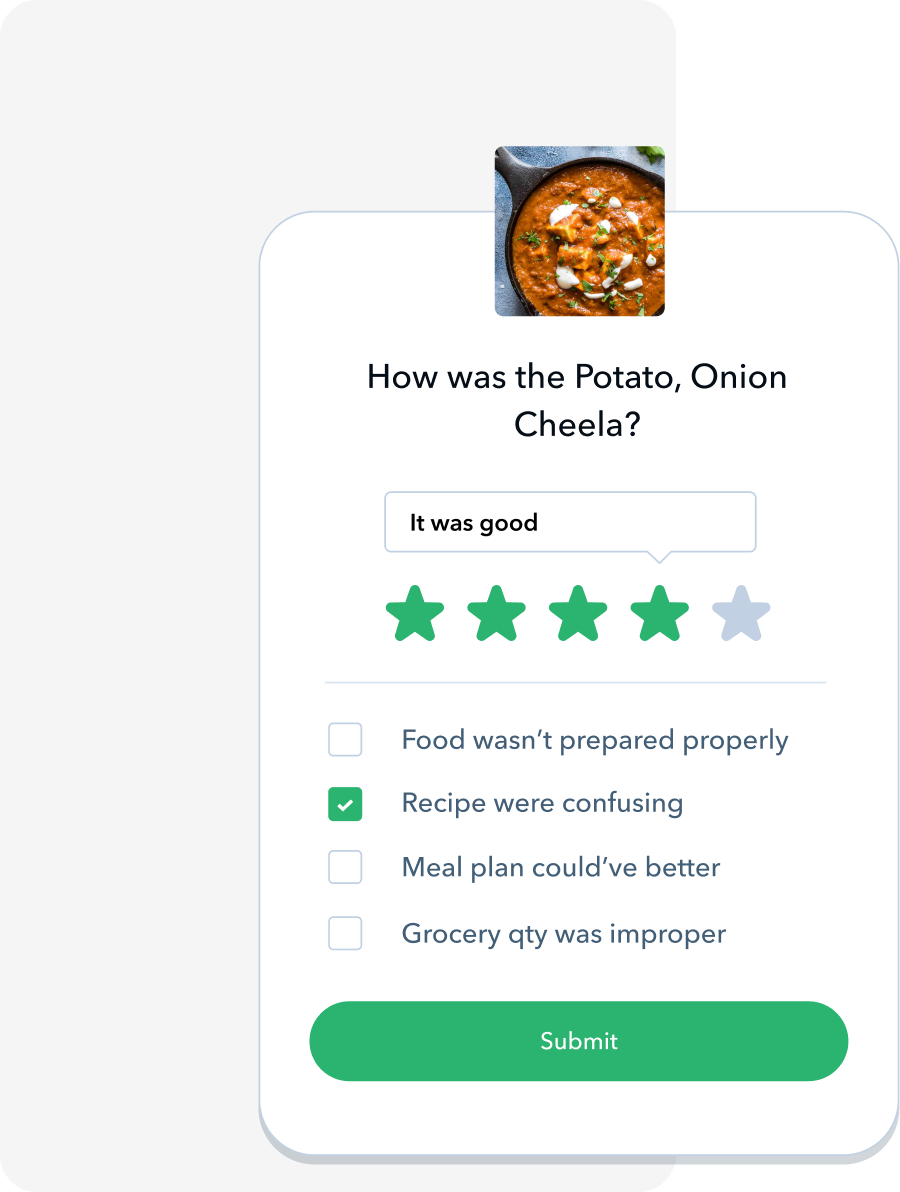 How was the Potato, Onion
Cheela?
It was good
Food wasn’t prepared properly
Recipe were confusing
Meal plan could’ve better
Grocery qty was improper
Submit